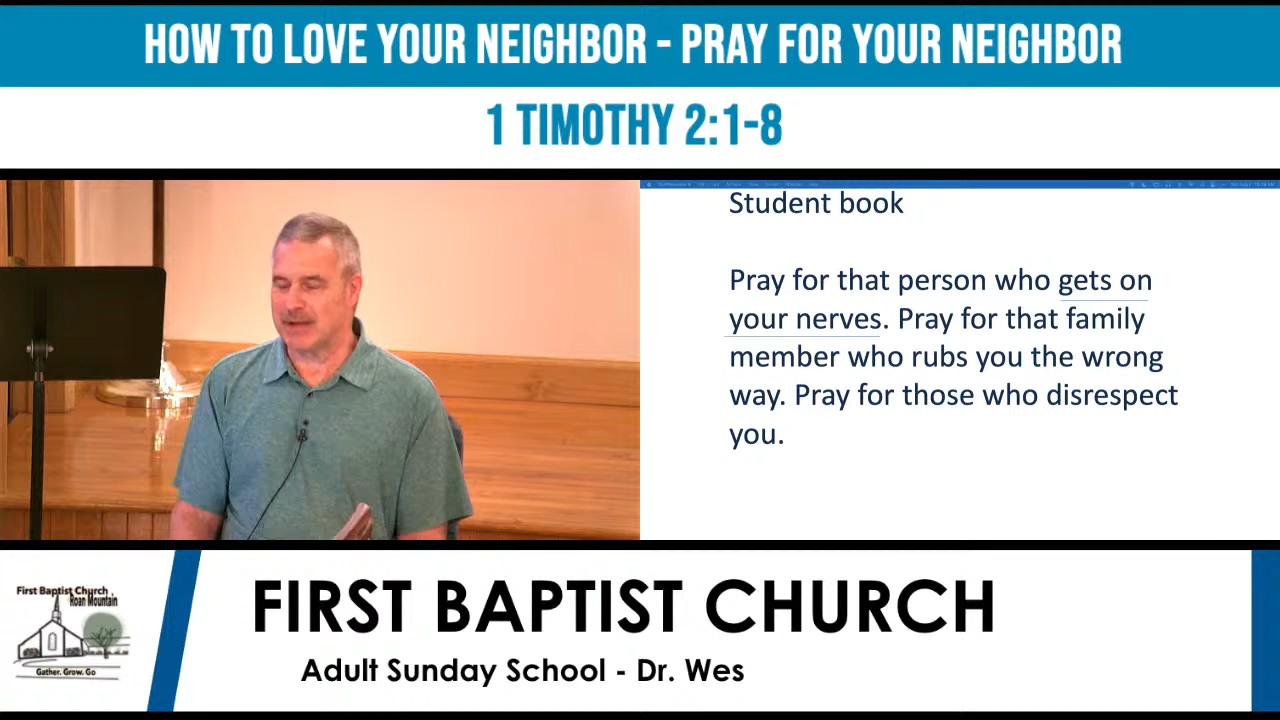 HOW TO LOVE YOUR NEIGHBOR - PRAY FOR YOUR NEIGHBOR
1 TIMOTHY 2:1-8
Student book
Pray for that person who gets on
your nerves. Pray for that family
member who rubs you the wrong
way. Pray for those who disrespect
you.
First Baptist Church,
Roan Mountain
Gather. Grow. Go
FIRST BAPTIST CHURCH
Adult Sunday School - Dr. Wes